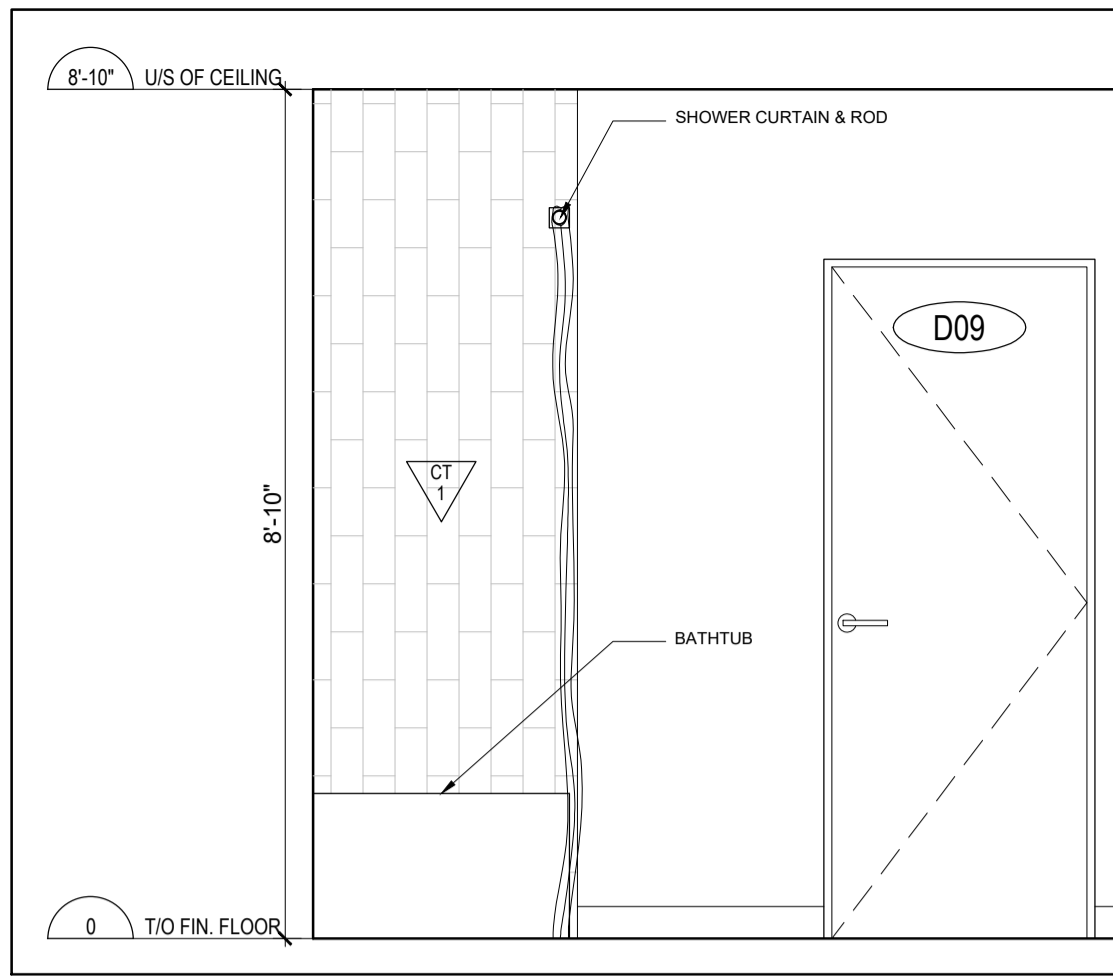 8'-10" U/S OF CEILING
SHOWER CURTAIN & ROD
D09
CT
1
8'-10"
BATHTUB
0 T/O FIN. FLOOR